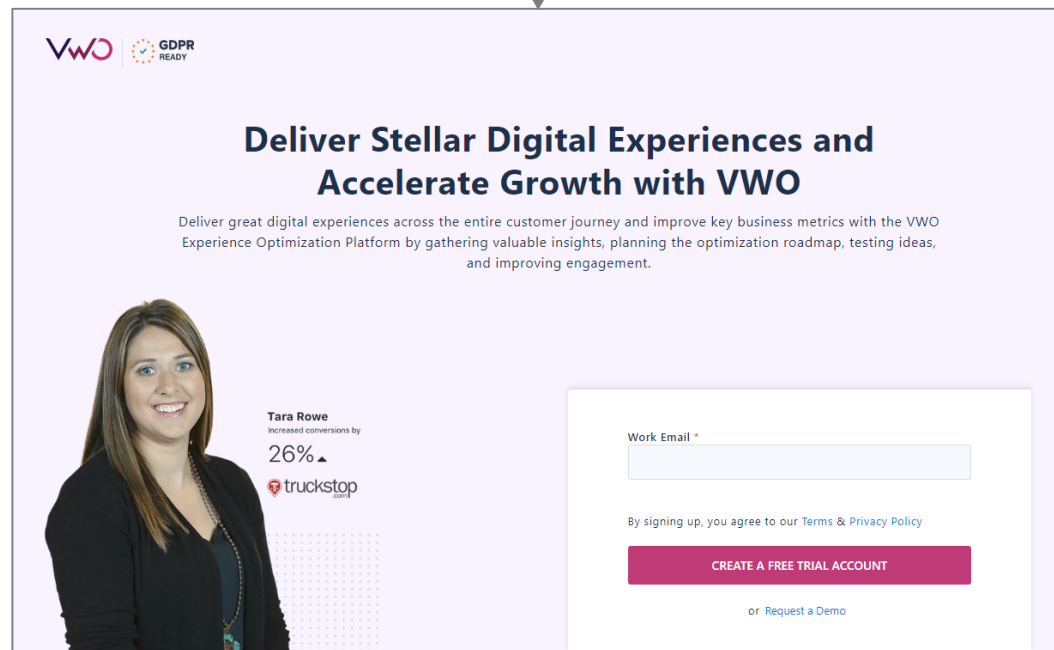 VWO
GDPR
READY
Deliver Stellar Digital Experiences and
Accelerate Growth with VWO
Deliver great digital experiences across the entire customer journey and improve key business metrics with the VWO
Experience Optimization Platform by gathering valuable insights, planning the optimization roadmap, testing ideas,
and improving engagement.
Tara Rowe
Increased conversions by
26%
truckstop
.com
Work Email *
By signing up, you agree to our Terms & Privacy Policy
CREATE A FREE TRIAL ACCOUNT
or Request a Demo